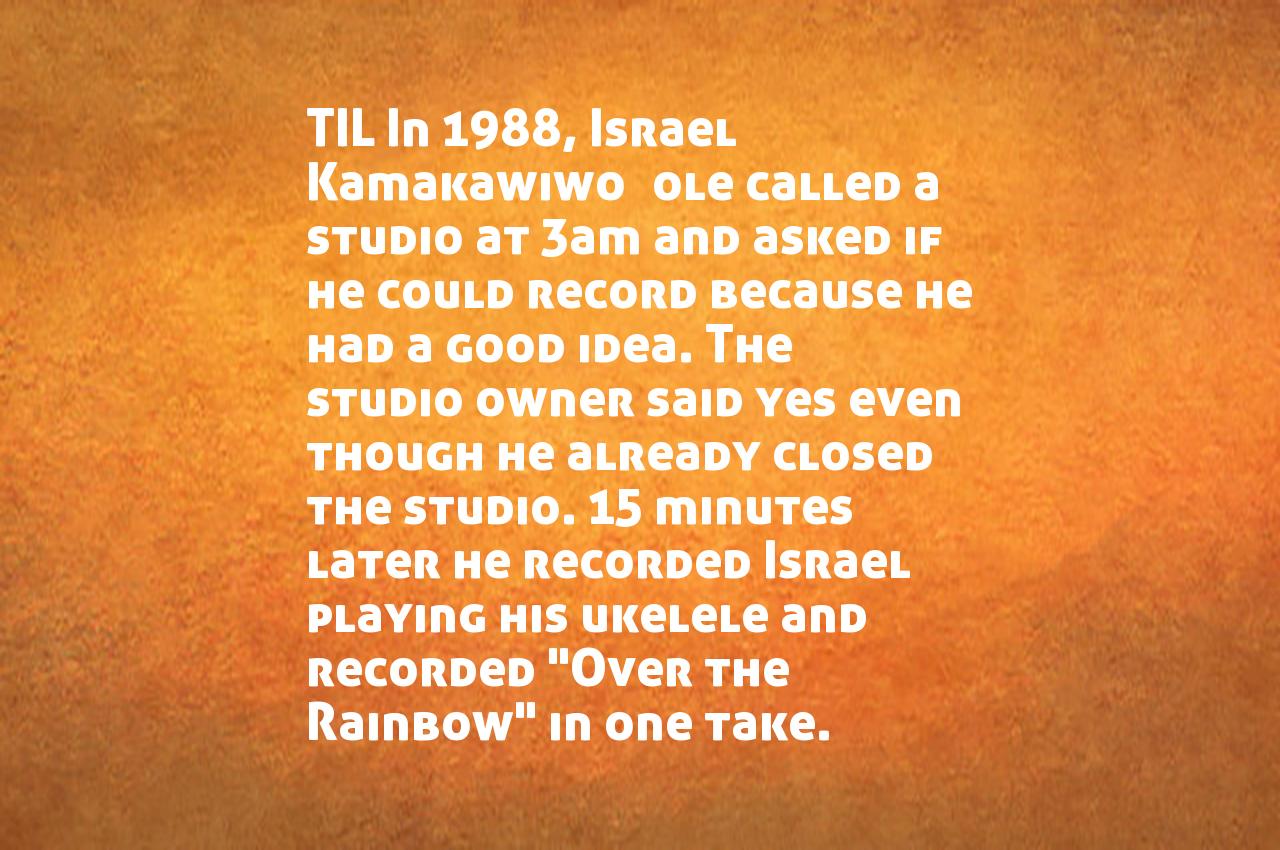 TIL In 1988, Israel
Kamakawiwo  ole called a
studio at 3am and asked if
he could record because he
had a good idea. The
studio owner said yes even
though he already closed
the studio. 15 minutes
later he recorded Israel
playing his ukelele and
recorded "Over the
Rainbow" in one take.